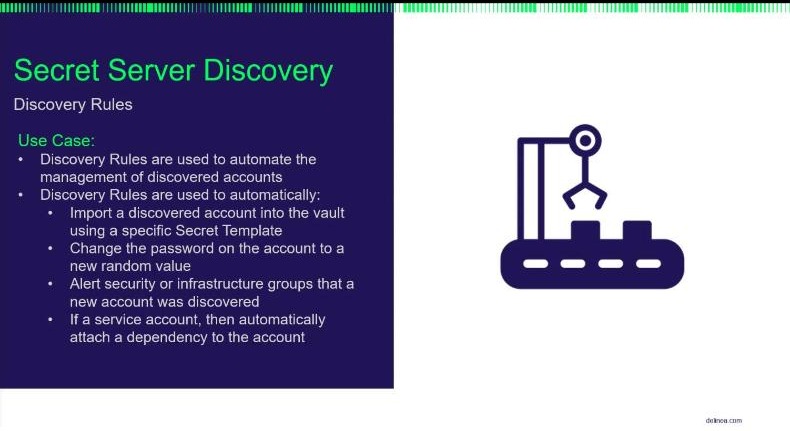 Secret Server Discovery
Discovery Rules
Use Case:
• Discovery Rules are used to automate the
management of discovered accounts
• Discovery Rules are used to automatically:
• Import a discovered account into the vault
using a specific Secret Template
• Change the password on the account to a
new random value
• Alert security or infrastructure groups that a
new account was discovered
• If a service account, then automatically
attach a dependency to the account
delinea.com